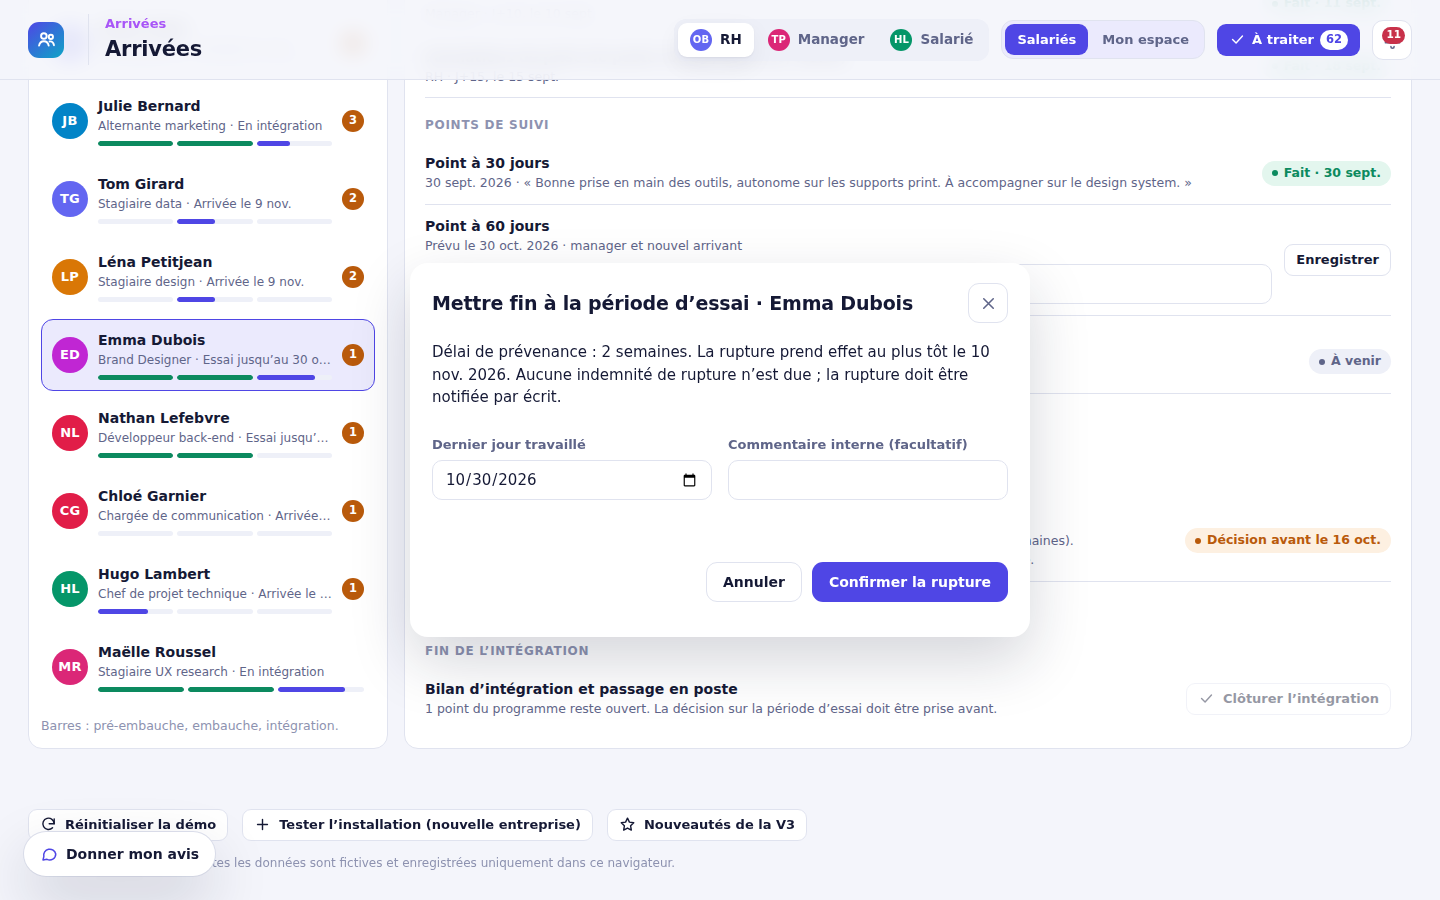 Arrivées
Arrivées
OB RH
TP Manager
HL Salarié
Salariés
Mon espace
À traiter 62
11
JB
Julie Bernard
Alternante marketing · En intégration
3
TG
Tom Girard
Stagiaire data · Arrivée le 9 nov.
2
LP
Léna Petitjean
Stagiaire design · Arrivée le 9 nov.
2
ED
Emma Dubois
Brand Designer · Essai jusqu’au 30 o…
1
NL
Nathan Lefebvre
Développeur back-end · Essai jusqu’…
1
CG
Chloé Garnier
Chargée de communication · Arrivée…
1
HL
Hugo Lambert
Chef de projet technique · Arrivée le …
1
MR
Maëlle Roussel
Stagiaire UX research · En intégration
Barres : pré-embauche, embauche, intégration.
POINTS DE SUIVI
Point à 30 jours
30 sept. 2026 · « Bonne prise en main des outils, autonome sur les supports print. À accompagner sur le design system. »
Fait · 30 sept.
Point à 60 jours
Prévu le 30 oct. 2026 · manager et nouvel arrivant
Enregistrer
À venir
Mettre fin à la période d’essai · Emma Dubois
Délai de prévenance : 2 semaines. La rupture prend effet au plus tôt le 10
nov. 2026. Aucune indemnité de rupture n’est due ; la rupture doit être
notifiée par écrit.
Dernier jour travaillé
Commentaire interne (facultatif)
10/30/2026
Annuler
Confirmer la rupture
aines).
Décision avant le 16 oct.
FIN DE L’INTÉGRATION
Bilan d’intégration et passage en poste
1 point du programme reste ouvert. La décision sur la période d’essai doit être prise avant.
Clôturer l’intégration
Réinitialiser la démo
Tester l’installation (nouvelle entreprise)
Nouveautés de la V3
Donner mon avis
les données sont fictives et enregistrées uniquement dans ce navigateur.